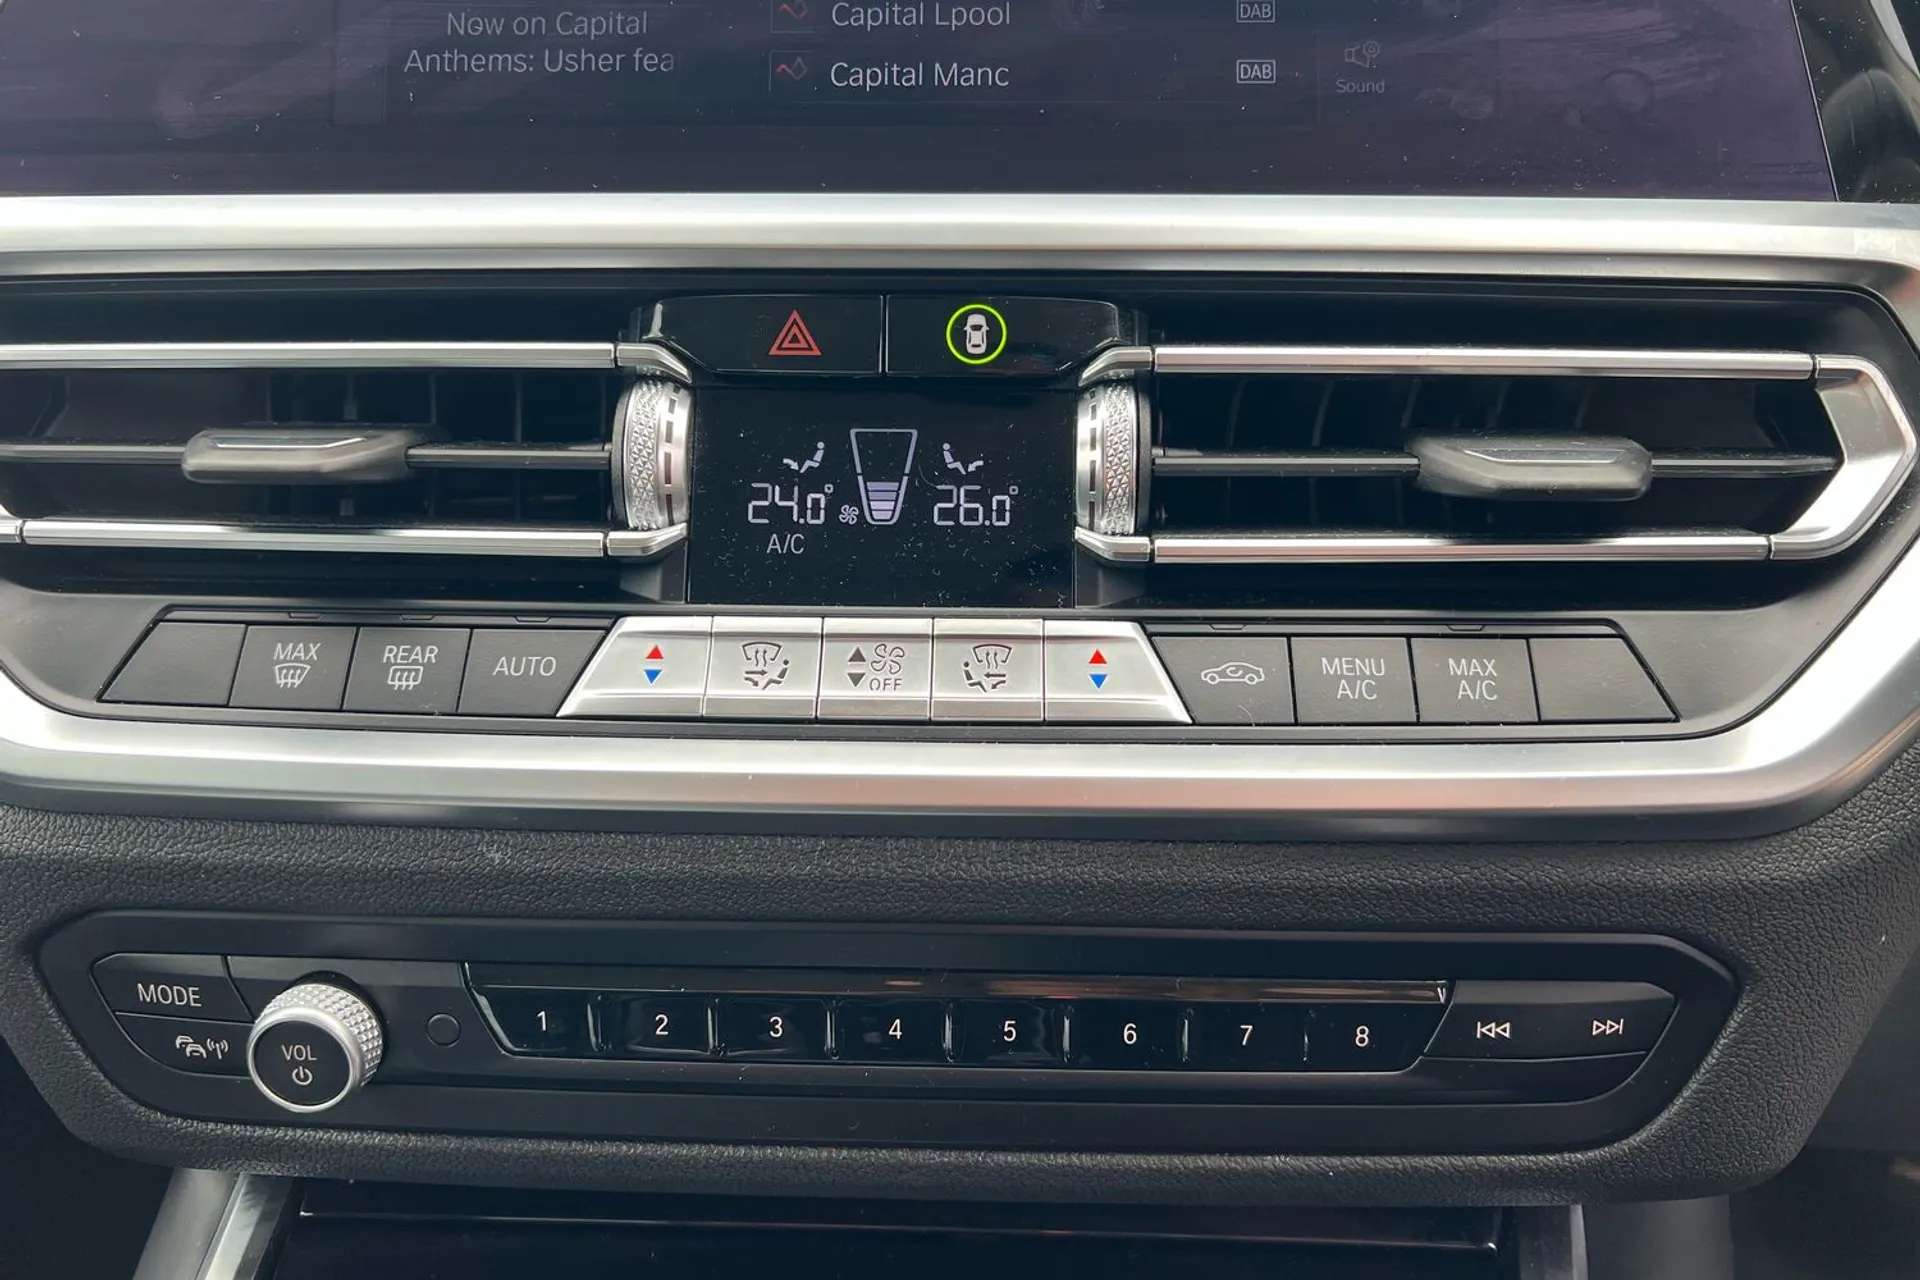 Now on Capital
Anthems: Usher fea
Capital Lpool
DAB
Capital Manc
DAB
Sound
24.0°
26.0°
A/C
MAX
REAR
AUTO
OFF
MENU
A/C
MAX
A/C
MODE
VOL
1
2
3
4
5
6
7
8